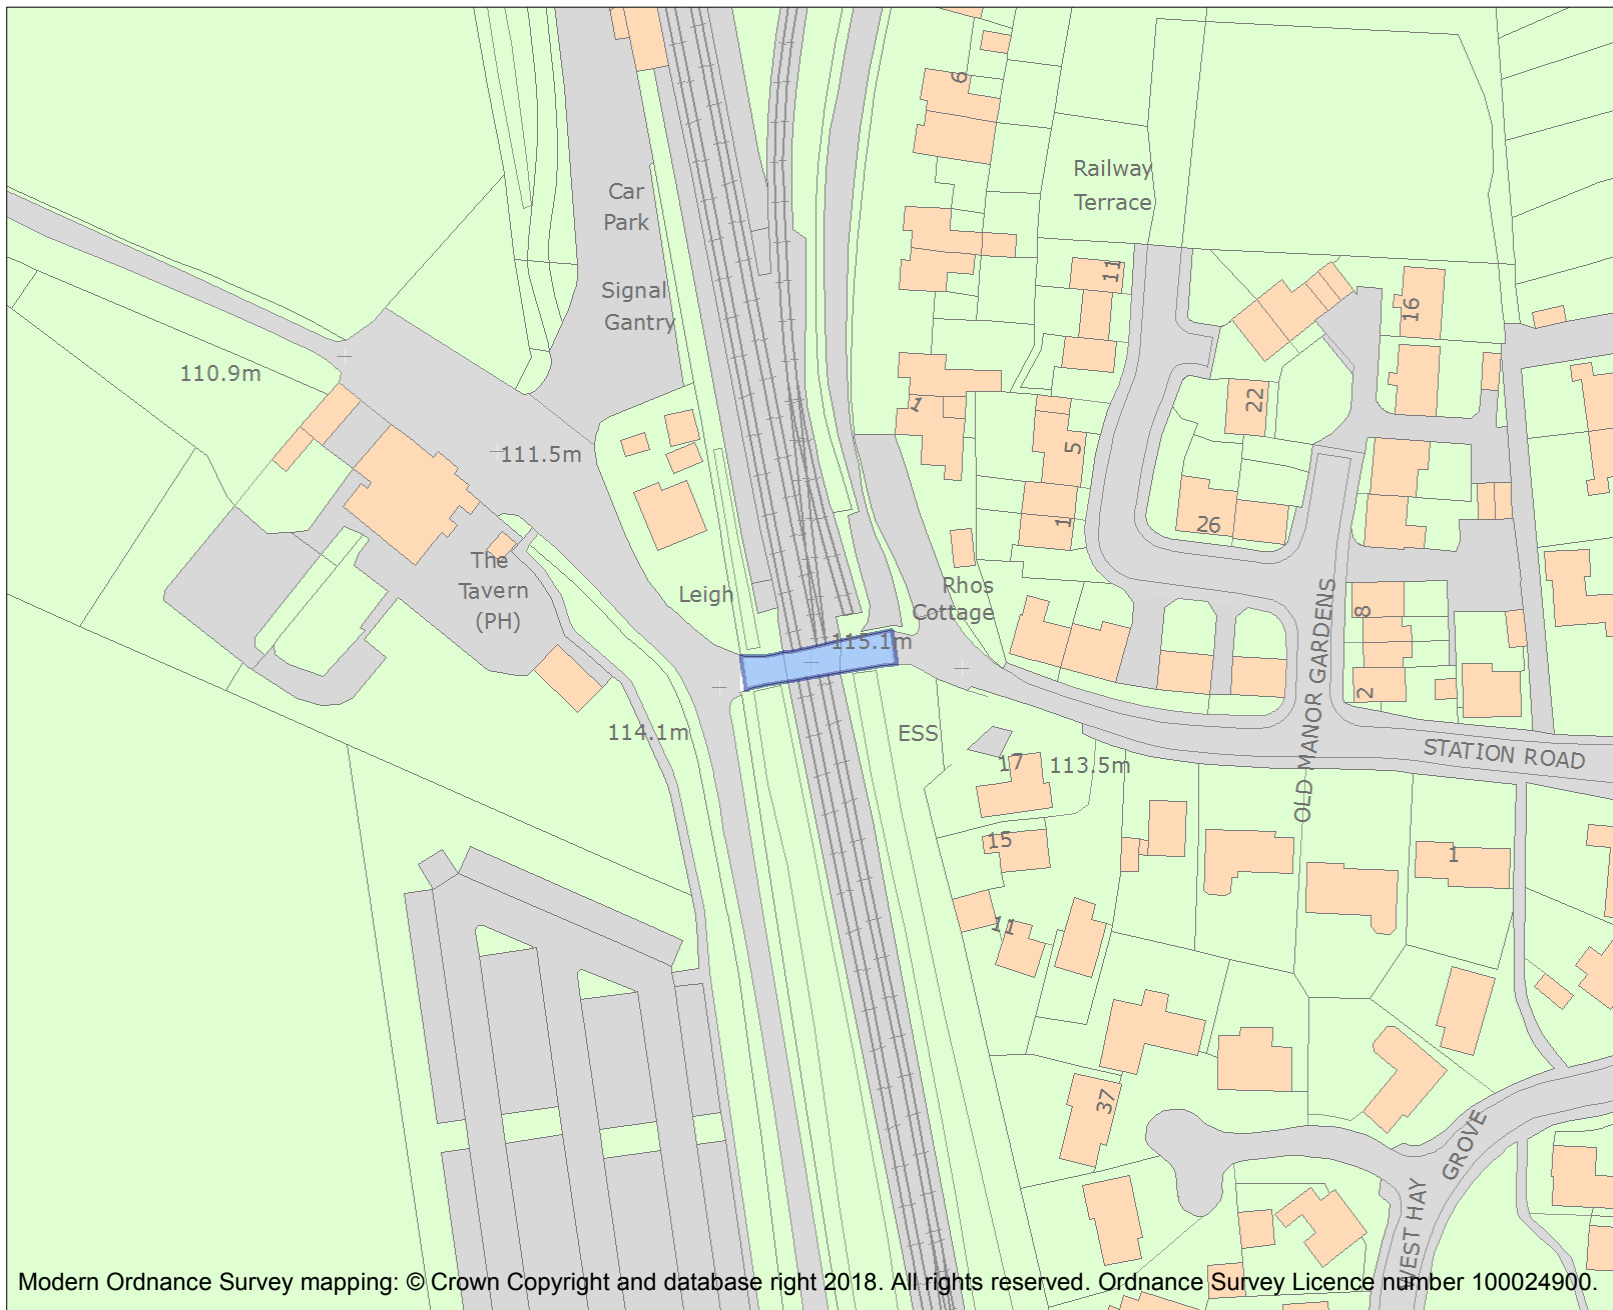 6
Railway
Terrace
Car
Park
11
Signal
Gantry
16
110.9m
22
1
5
111.5m
1
26
The
Tavern
(PH)
Leigh
Rhos
Cottage
8
115.1m
OLD MANOR GARDENS
2
114.1m
ESS
17
113.5m
STATION ROAD
15
1
11
37
WEST HAY
GROVE
Modern Ordnance Survey mapping: © Crown Copyright and database right 2018. All rights reserved. Ordnance Survey Licence number 100024900.